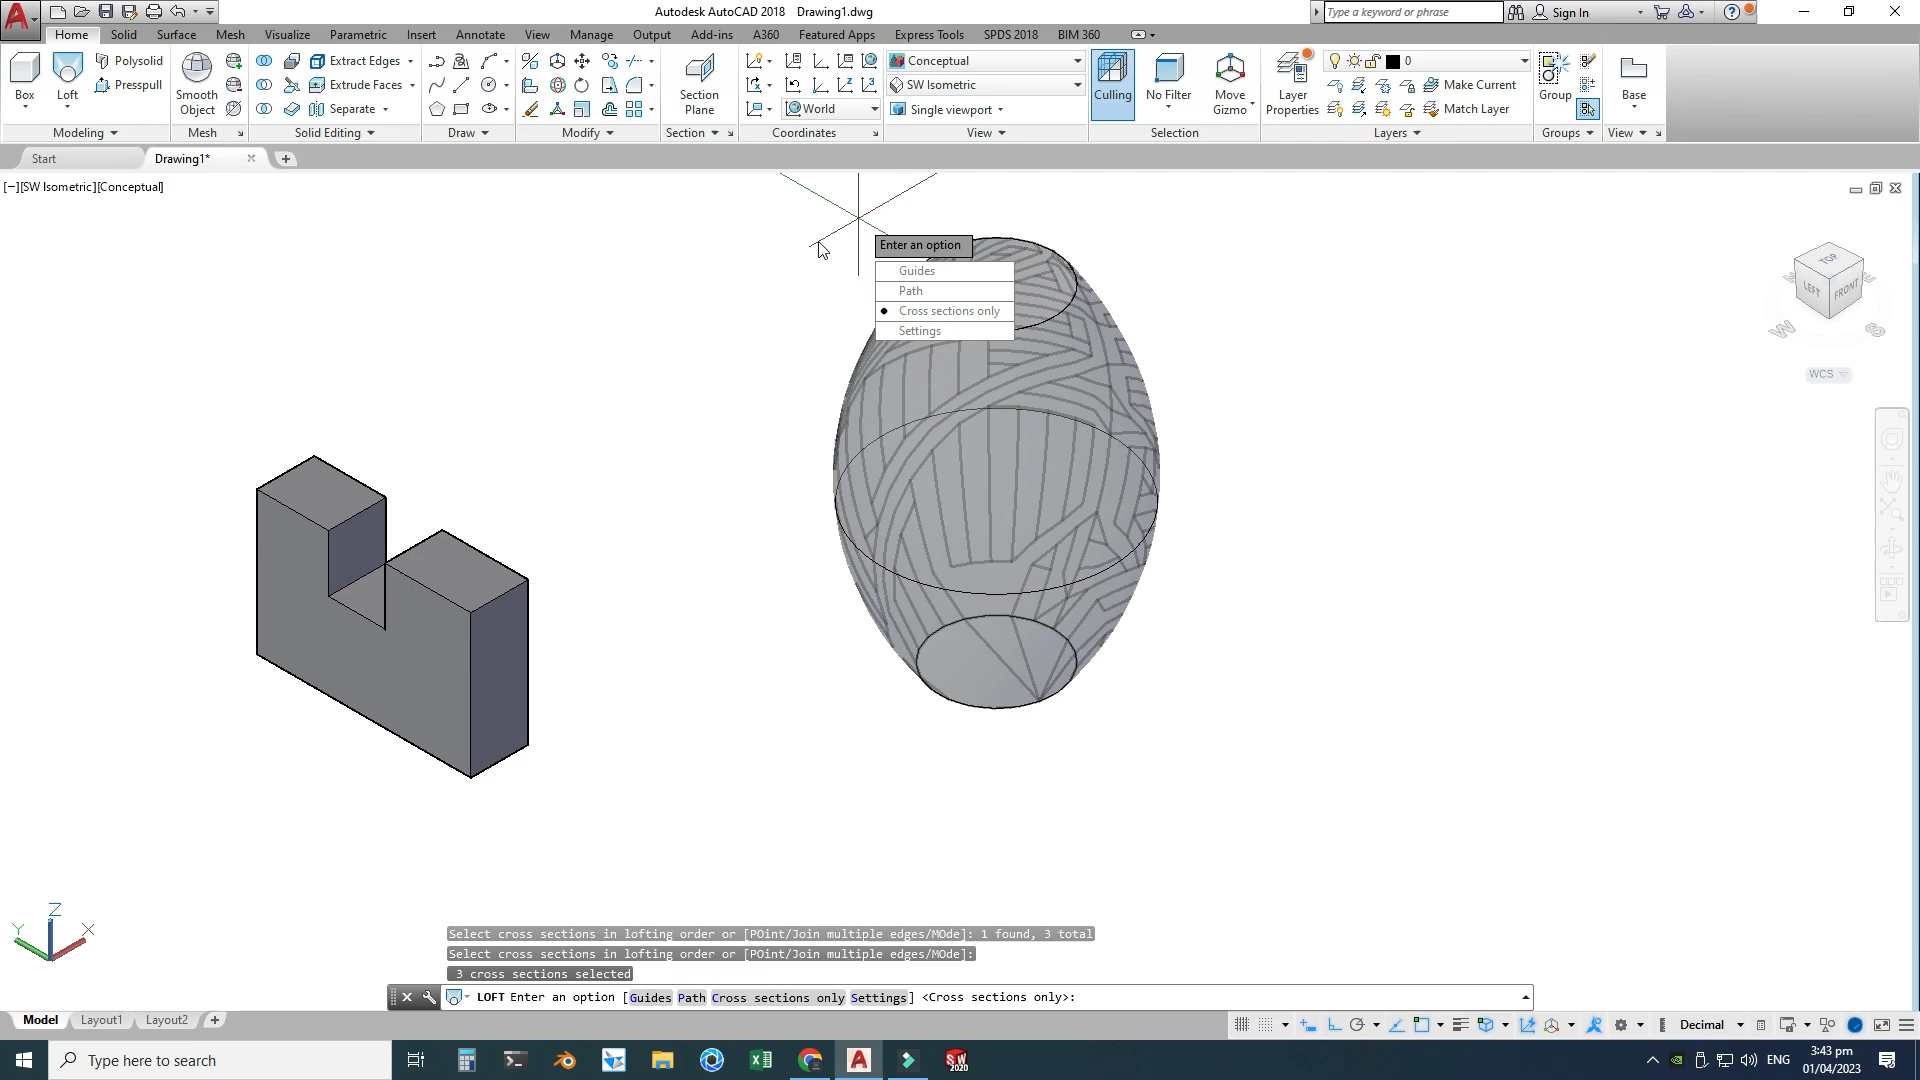 Autodesk AutoCAD 2018 Drawing1.dwg
Type a keyword or phrase
Sign In
Home Solid Surface Mesh Visualize Parametric Insert Annotate View Manage Output Add-ins A360 Featured Apps Express Tools SPDS 2018 BIM 360
Box
Loft
Polysolid
Presspull
Modeling
Smooth Object
Mesh
Extract Edges
Extrude Faces
Separate
Solid Editing
Draw
Modify
Section Plane
Section
World
Coordinates
Conceptual
SW Isometric
Single viewport
View
Culling
No Filter
Move Gizmo
Selection
Layer Properties
0
Make Current
Match Layer
Layers
Group
Groups
Base
View
Start
Drawing1*
[−][SW Isometric][Conceptual]
Enter an option
Guides
Path
Cross sections only
Settings
TOP
LEFT
FRONT
W
S
E
WCS
Z
Y
X
Select cross sections in lofting order or [POint/Join multiple edges/MOde]: 1 found, 3 total
Select cross sections in lofting order or [POint/Join multiple edges/MOde]:
3 cross sections selected
LOFT Enter an option [Guides Path Cross sections only Settings] <Cross sections only>:
Model Layout1 Layout2
Decimal
Type here to search
SW
2020
ENG
3:43 pm
01/04/2023